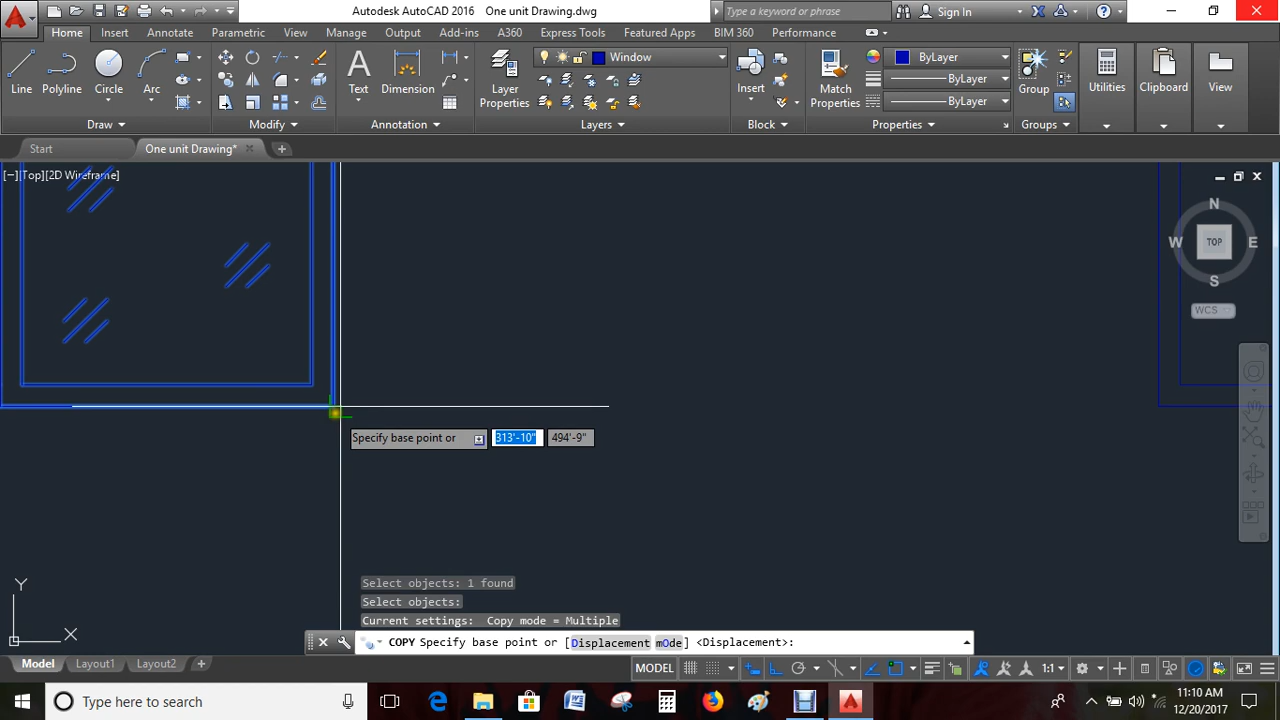 Autodesk AutoCAD 2016 One unit Drawing.dwg
Type a keyword or phrase
Sign In
Home Insert Annotate Parametric View Manage Output Add-ins A360 Express Tools Featured Apps BIM 360 Performance
Line Polyline Circle Arc
Text Dimension
Layer Properties
Window
Insert
Match Properties
ByLayer
ByLayer
ByLayer
Group
Utilities
Clipboard
View
Draw Modify Annotation Layers Block Properties Groups
Start One unit Drawing*
[−][Top][2D Wireframe]
N
W TOP E
S
WCS
Specify base point or 313'-10" 494'-9"
Y
X
Select objects: 1 found
Select objects:
Current settings: Copy mode = Multiple
COPY Specify base point or [Displacement mOde] <Displacement>:
Model Layout1 Layout2 +
MODEL 1:1
Type here to search
11:10 AM
12/20/2017